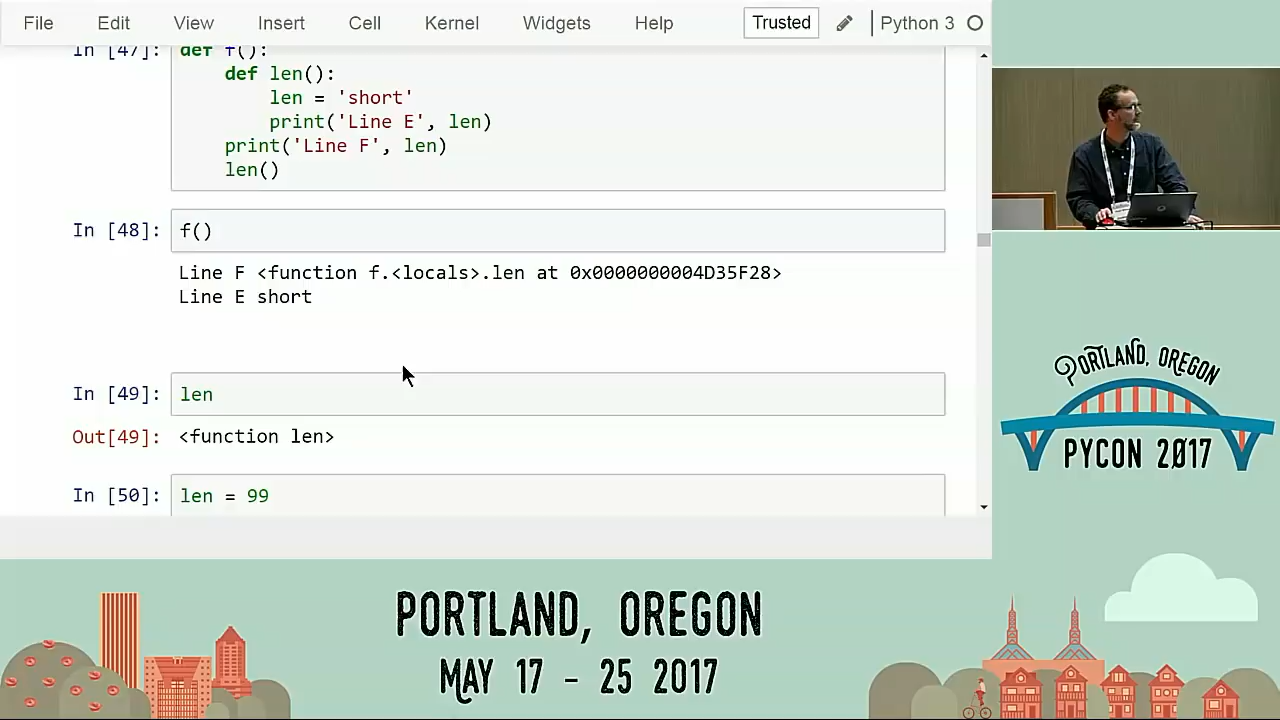 File Edit View Insert Cell Kernel Widgets Help Trusted Python 3
In [47]: def f():
def len():
len = 'short'
print('Line E', len)
print('Line F', len)
len()
In [48]: f()
Line F <function f.<locals>.len at 0x0000000004D35F28>
Line E short
In [49]: len
Out[49]: <function len>
In [50]: len = 99
PORTLAND, OREGON
PYCON 2017
PORTLAND, OREGON
MAY 17 - 25 2017